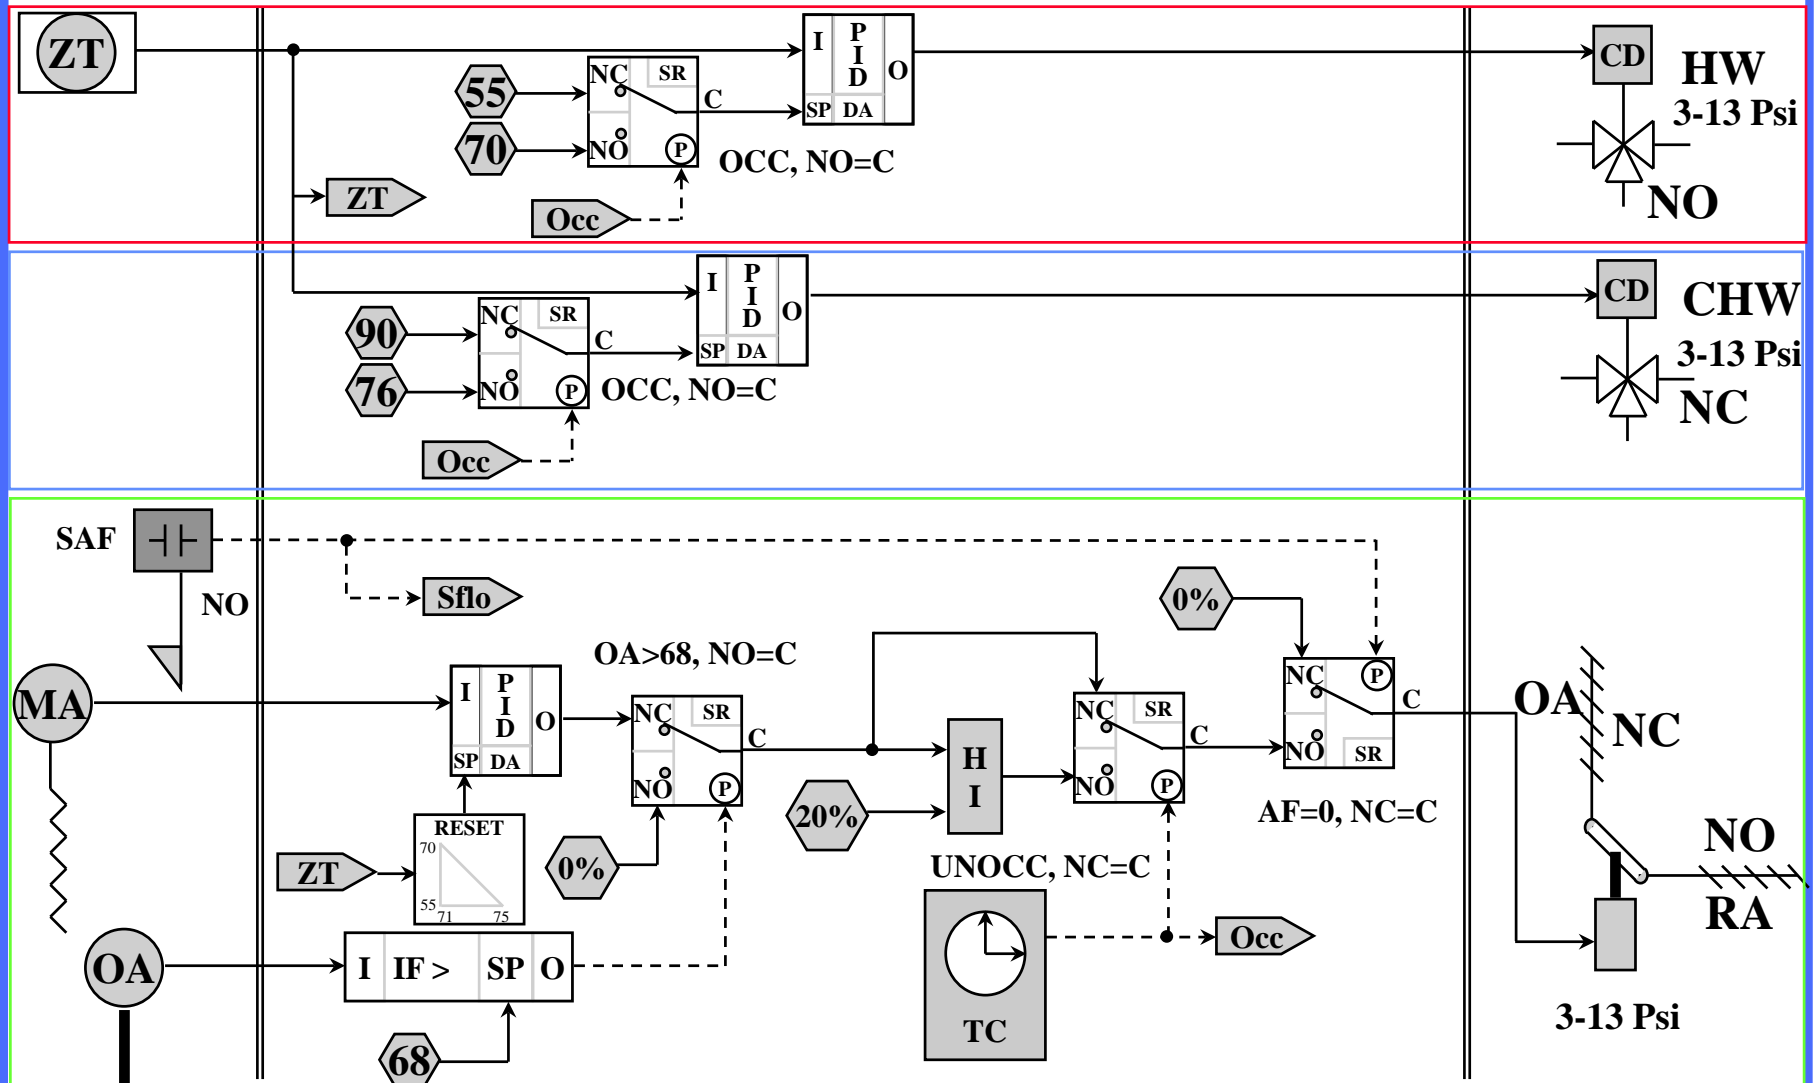 ZT
55
70
NC
SR
NO
P
C
I
PID
O
SP
DA
OCC, NO=C
ZT
Occ
CD
HW
3-13 Psi
NO
90
76
NC
SR
NO
P
C
I
PID
O
SP
DA
OCC, NO=C
Occ
CD
CHW
3-13 Psi
NC
SAF
NO
Sflo
0%
OA>68, NO=C
MA
I
PID
O
SP
DA
NC
SR
NO
P
C
RESET
70
55
71
75
ZT
0%
20%
HI
NC
SR
NO
P
C
UNOCC, NC=C
NC
P
NO
SR
C
AF=0, NC=C
OA
NC
NO
RA
3-13 Psi
OA
I
IF >
SP
O
68
TC
Occ